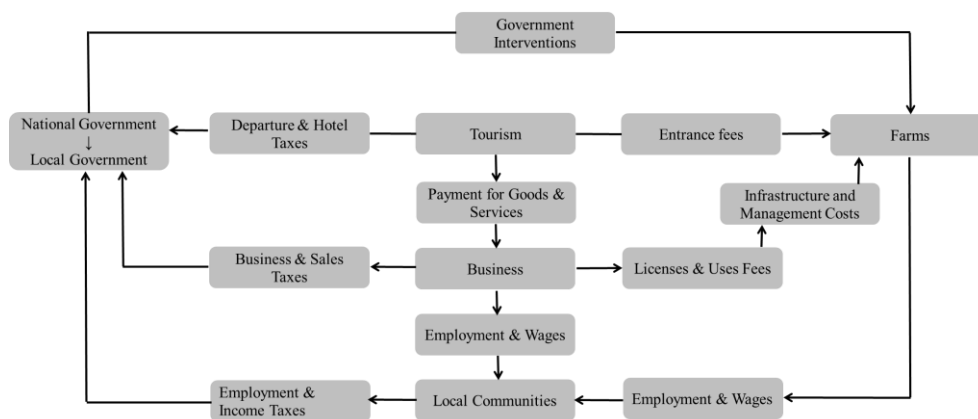 Government
Interventions
National Government
↓
Local Government
Departure & Hotel
Taxes
Tourism
Entrance fees
Farms
Payment for Goods &
Services
Infrastructure and
Management Costs
Business & Sales
Taxes
Business
Licenses & Uses Fees
Employment & Wages
Employment &
Income Taxes
Local Communities
Employment & Wages